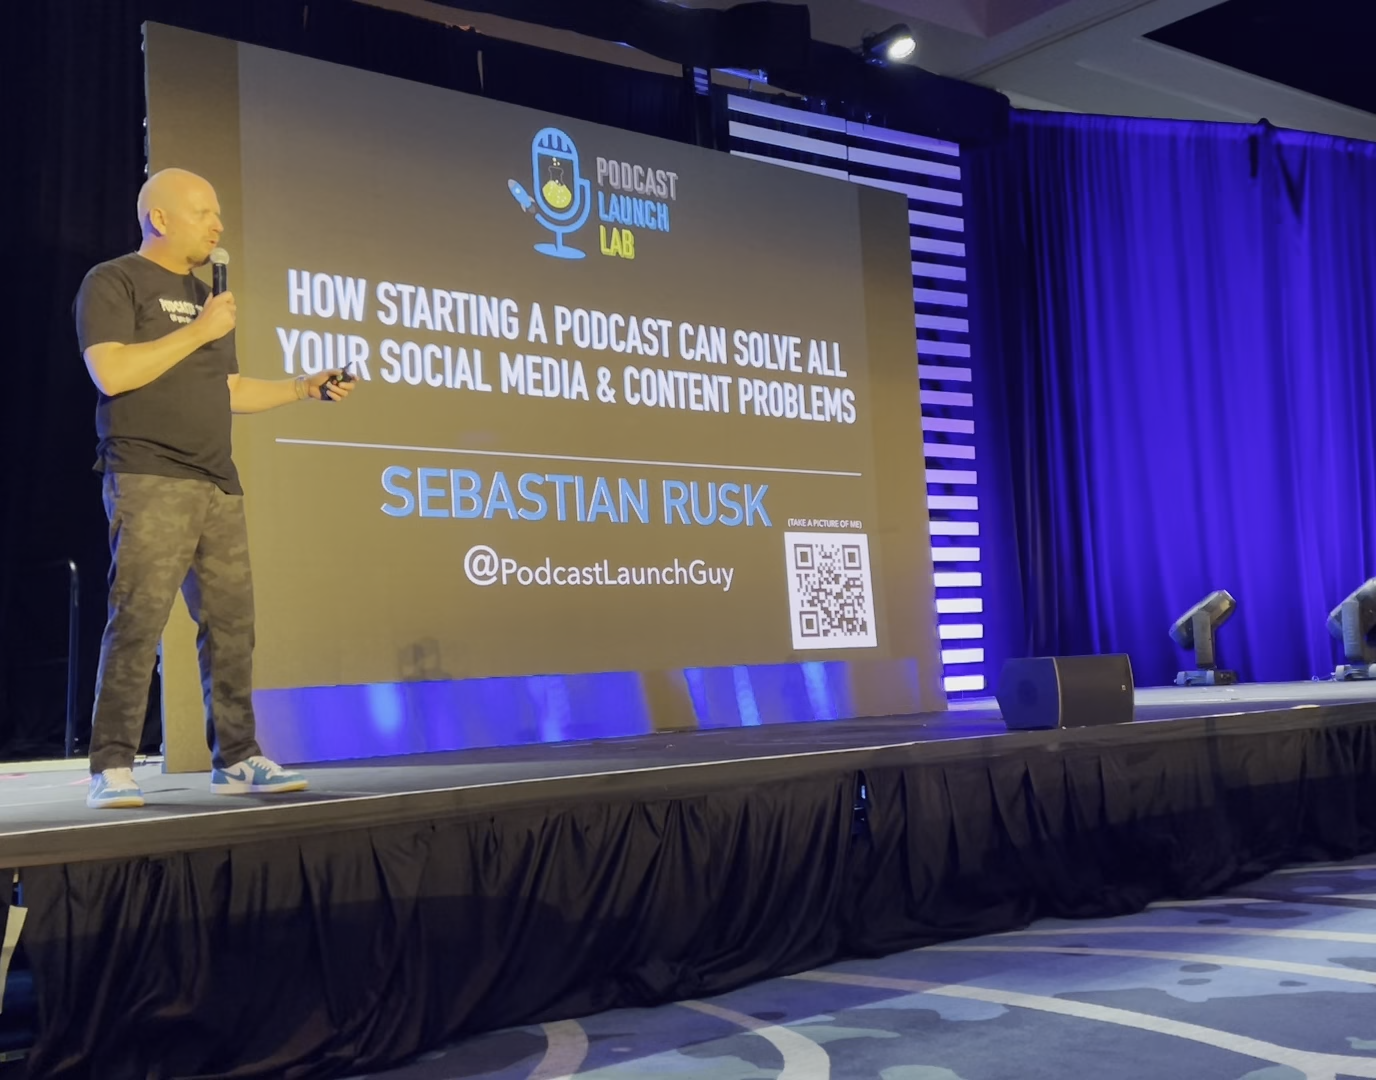 PODCAST
LAUNCH
LAB
HOW STARTING A PODCAST CAN SOLVE ALL
YOUR SOCIAL MEDIA & CONTENT PROBLEMS
SEBASTIAN RUSK
(TAKE A PICTURE OF ME)
@PodcastLaunchGuy
PODCAST